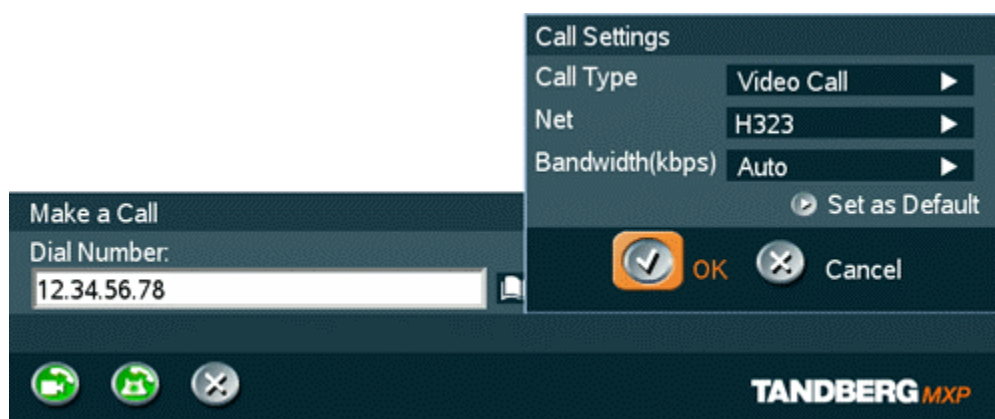 Call Settings
Call Type Video Call
Net H323
Bandwidth(kbps) Auto
Set as Default
OK Cancel
Make a Call
Dial Number:
12.34.56.78
TANDBERG MXP